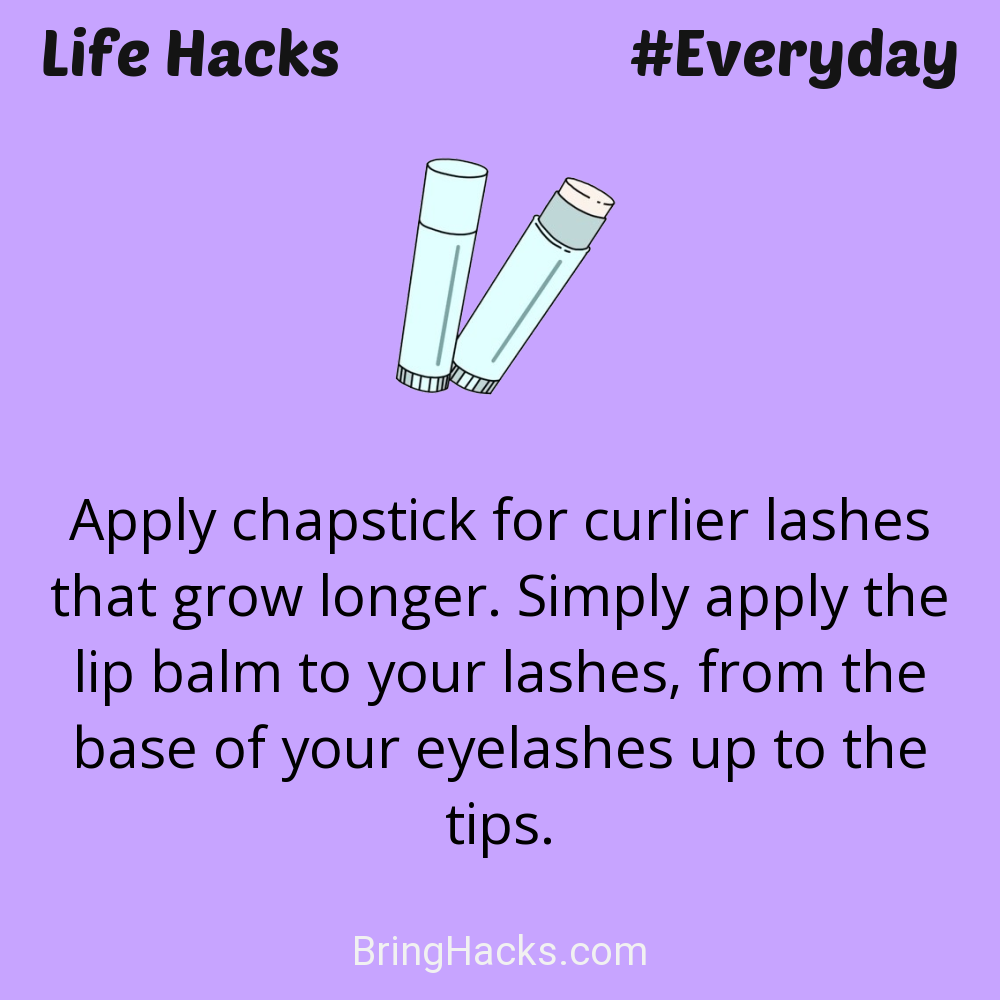 Life Hacks
#Everyday
Apply chapstick for curlier lashes
that grow longer. Simply apply the
lip balm to your lashes, from the
base of your eyelashes up to the
tips.
BringHacks.com